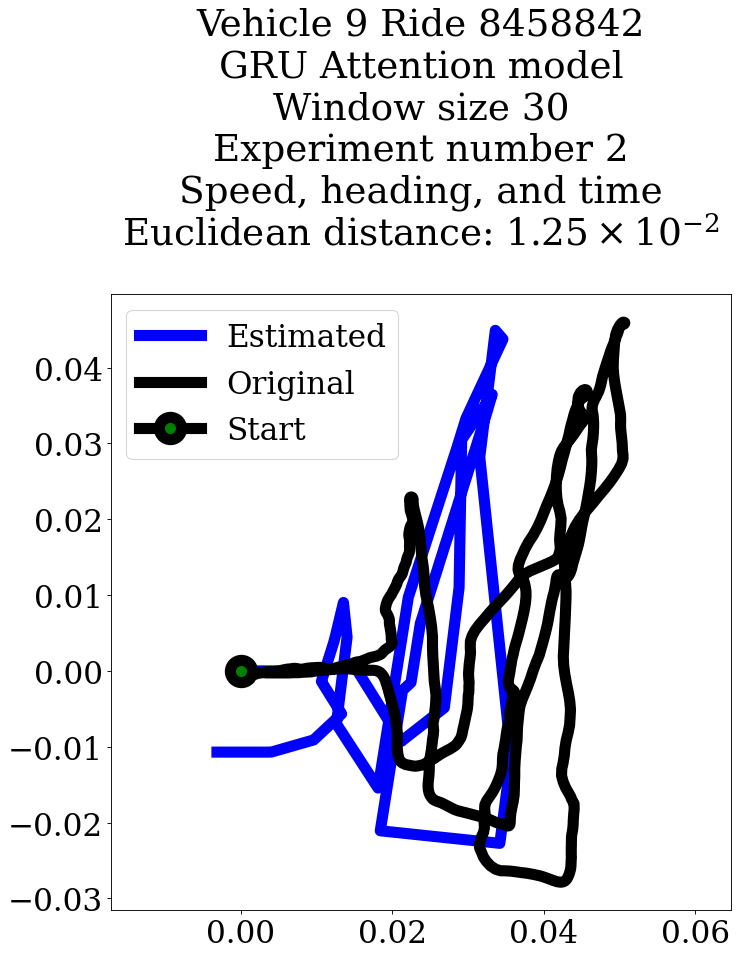 Vehicle 9 Ride 8458842
GRU Attention model
Window size 30
Experiment number 2
Speed, heading, and time
Euclidean distance: 1.25 × 10⁻²
Estimated
Original
Start
0.04
0.03
0.02
0.01
0.00
−0.01
−0.02
−0.03
0.00 0.02 0.04 0.06